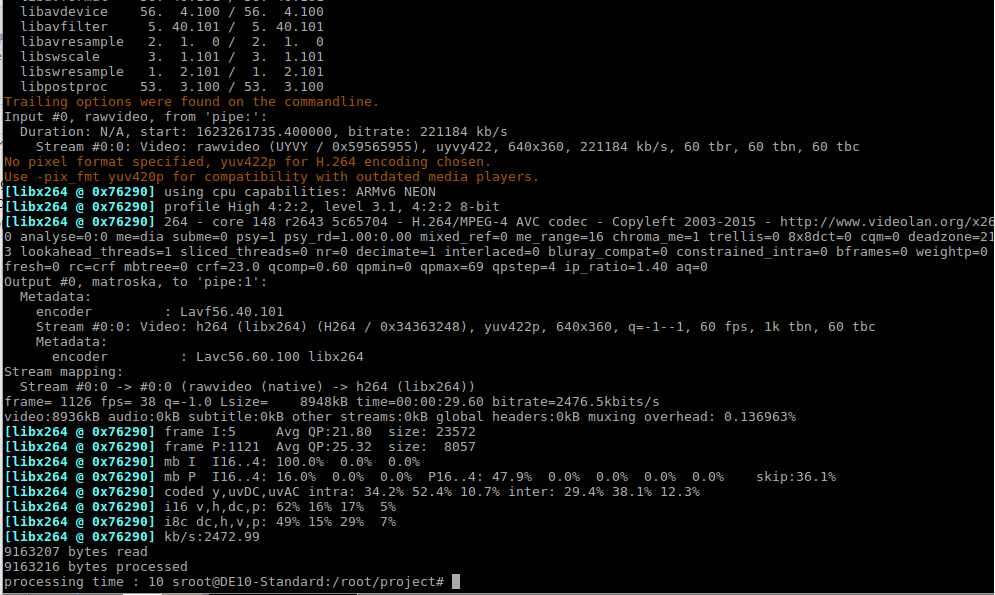 libavdevice 56. 4.100 / 56. 4.100
libavfilter 5. 40.101 / 5. 40.101
libavresample 2. 1. 0 / 2. 1. 0
libswscale 3. 1.101 / 3. 1.101
libswresample 1. 2.101 / 1. 2.101
libpostproc 53. 3.100 / 53. 3.100
Trailing options were found on the commandline.
Input #0, rawvideo, from 'pipe:':
Duration: N/A, start: 1623261735.400000, bitrate: 221184 kb/s
Stream #0:0: Video: rawvideo (UYVY / 0x59565955), uyvy422, 640x360, 221184 kb/s, 60 tbr, 60 tbn, 60 tbc
No pixel format specified, yuv422p for H.264 encoding chosen.
Use -pix_fmt yuv420p for compatibility with outdated media players.
[libx264 @ 0x76290] using cpu capabilities: ARMv6 NEON
[libx264 @ 0x76290] profile High 4:2:2, level 3.1, 4:2:2 8-bit
[libx264 @ 0x76290] 264 - core 148 r2643 5c65704 - H.264/MPEG-4 AVC codec - Copyleft 2003-2015 - http://www.videolan.org/x26
0 analyse=0:0 me=dia subme=0 psy=1 psy_rd=1.00:0.00 mixed_ref=0 me_range=16 chroma_me=1 trellis=0 8x8dct=0 cqm=0 deadzone=21
3 lookahead_threads=1 sliced_threads=0 nr=0 decimate=1 interlaced=0 bluray_compat=0 constrained_intra=0 bframes=0 weightp=0
fresh=0 rc=crf mbtree=0 crf=23.0 qcomp=0.60 qpmin=0 qpmax=69 qpstep=4 ip_ratio=1.40 aq=0
Output #0, matroska, to 'pipe:1':
Metadata:
encoder : Lavf56.40.101
Stream #0:0: Video: h264 (libx264) (H264 / 0x34363248), yuv422p, 640x360, q=-1--1, 60 fps, 1k tbn, 60 tbc
Metadata:
encoder : Lavc56.60.100 libx264
Stream mapping:
Stream #0:0 -> #0:0 (rawvideo (native) -> h264 (libx264))
frame= 1126 fps= 38 q=-1.0 Lsize= 8948kB time=00:00:29.60 bitrate=2476.5kbits/s
video:8936kB audio:0kB subtitle:0kB other streams:0kB global headers:0kB muxing overhead: 0.136963%
[libx264 @ 0x76290] frame I:5 Avg QP:21.80 size: 23572
[libx264 @ 0x76290] frame P:1121 Avg QP:25.32 size: 8057
[libx264 @ 0x76290] mb I I16..4: 100.0% 0.0% 0.0%
[libx264 @ 0x76290] mb P I16..4: 16.0% 0.0% 0.0% P16..4: 47.9% 0.0% 0.0% 0.0% 0.0% skip:36.1%
[libx264 @ 0x76290] coded y,uvDC,uvAC intra: 34.2% 52.4% 10.7% inter: 29.4% 38.1% 12.3%
[libx264 @ 0x76290] i16 v,h,dc,p: 62% 16% 17% 5%
[libx264 @ 0x76290] i8c dc,h,v,p: 49% 15% 29% 7%
[libx264 @ 0x76290] kb/s:2472.99
9163207 bytes read
9163216 bytes processed
processing time : 10 sroot@DE10-Standard:/root/project#